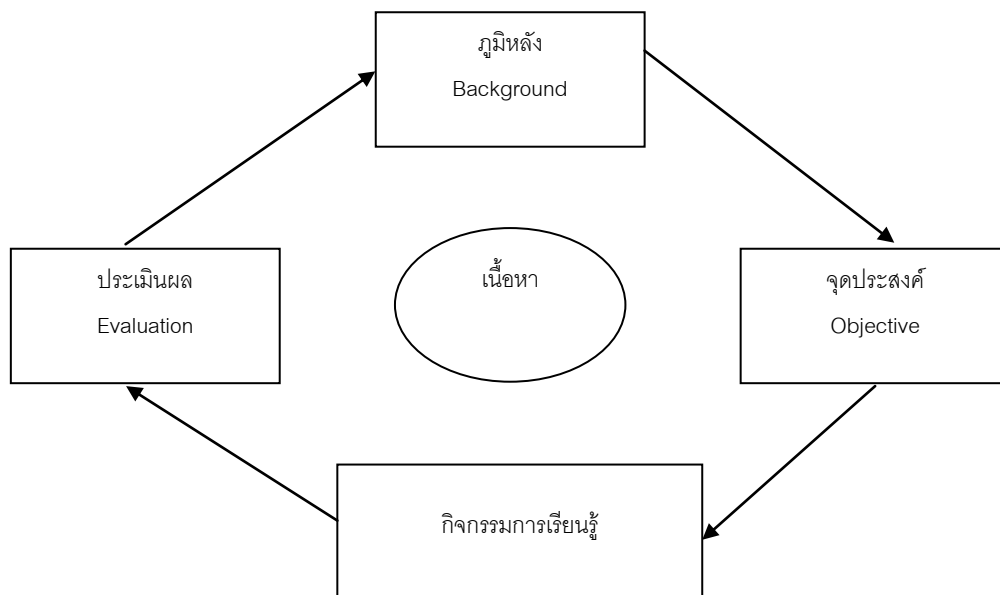 ภูมิหลัง
Background
ประเมินผล
Evaluation
เนื้อหา
จุดประสงค์
Objective
กิจกรรมการเรียนรู้